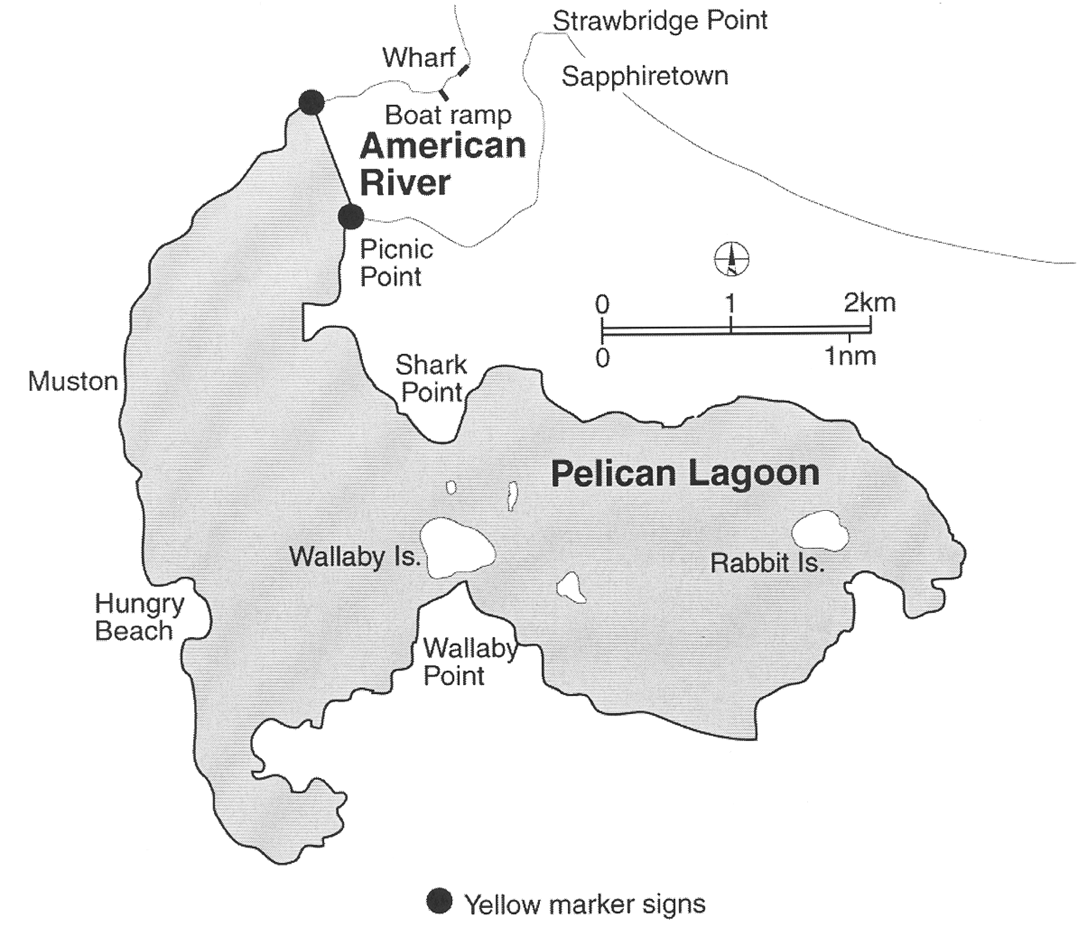 Strawbridge Point
Wharf
Sapphiretown
Boat ramp
American
River
Picnic
Point
N
0 1 2km
0 1nm
Muston
Shark
Point
Pelican Lagoon
Wallaby Is.
Rabbit Is.
Hungry
Beach
Wallaby
Point
Yellow marker signs